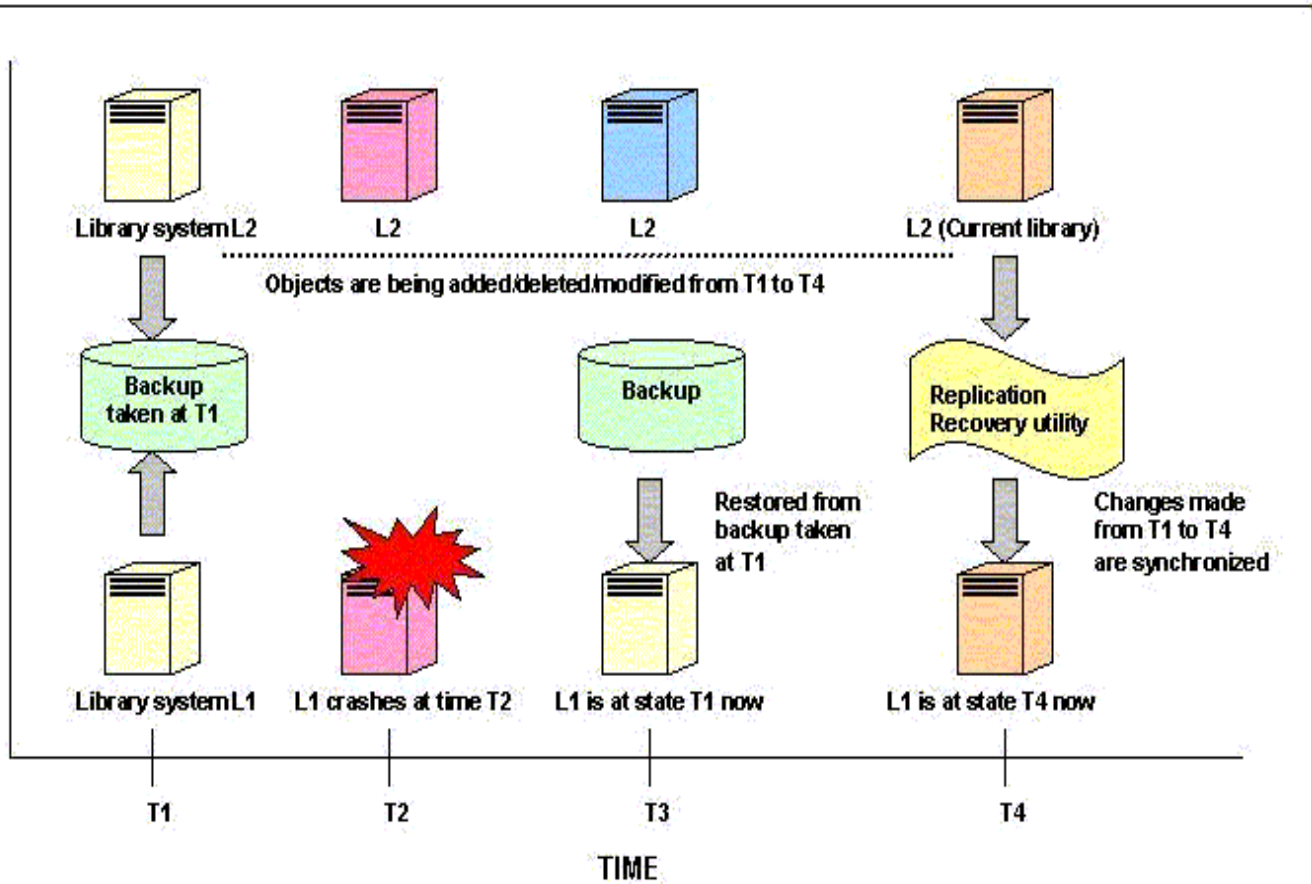 Library system L2
L2
L2
L2 (Current library)
Objects are being added/deleted/modified from T1 to T4
Backup
taken at T1
Backup
Replication
Recovery utility
Restored from
backup taken
at T1
Changes made
from T1 to T4
are synchronized
Library system L1
L1 crashes at time T2
L1 is at state T1 now
L1 is at state T4 now
T1
T2
T3
T4
TIME